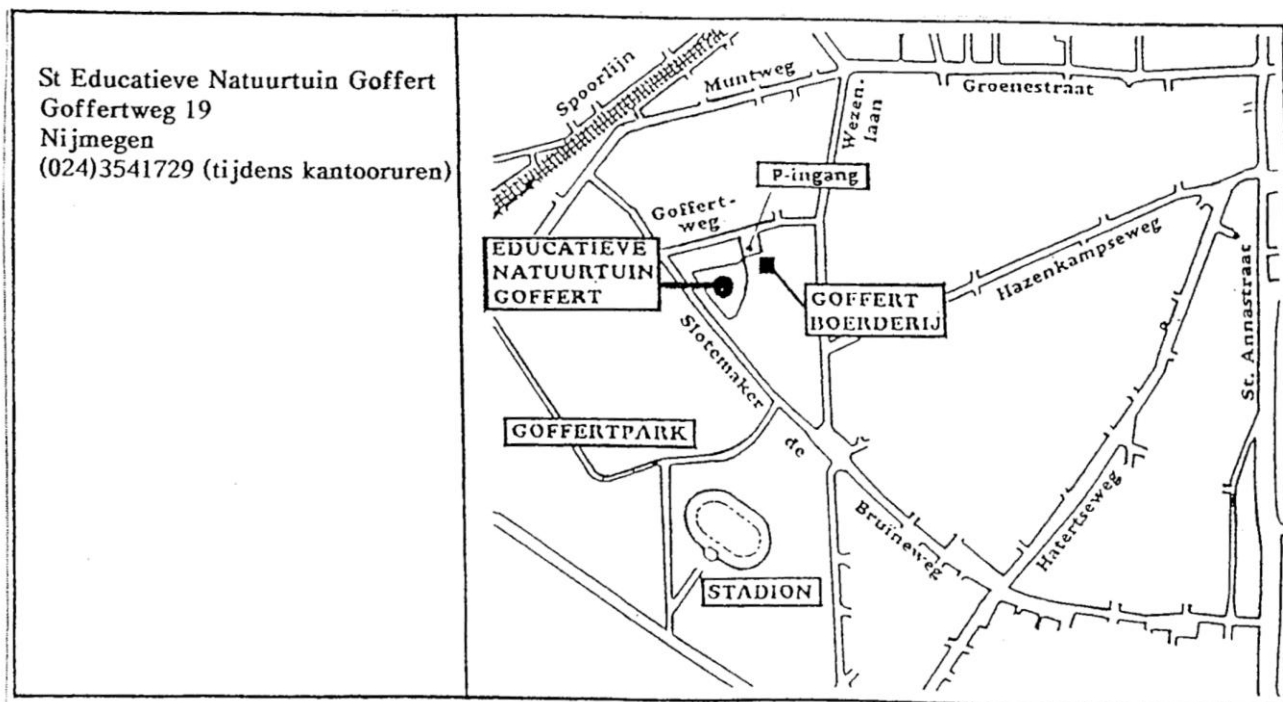 St Educatieve Natuurtuin Goffert
Goffertweg 19
Nijmegen
(024)3541729 (tijdens kantooruren)
Spoorlijn
Muntweg
Groenestraat
Wezen.
laan
P-ingang
Goffert-
weg
EDUCATIEVE
NATUURTUIN
GOFFERT
GOFFERT
BOERDERIJ
Hazenkampseweg
St. Annastraat
Slotemaker
de
Bruïneweg
GOFFERTPARK
Hatertseweg
STADION